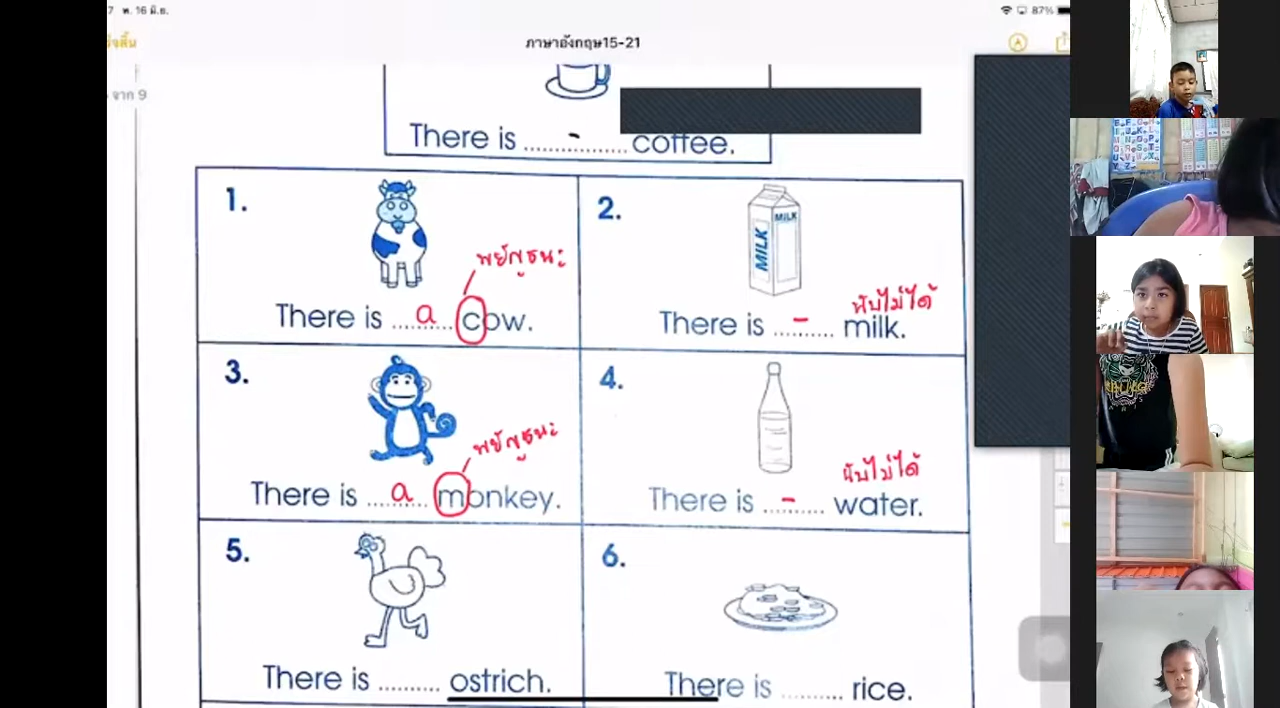 7 พ. 16 มิ.ย.
87%
ภาษาอังกฤษ15-21
จาก 9
There is ................ coffee.
-
1.
พยัญชนะ
There is .......... cow.
a
2.
MILK
MILK
นับไม่ได้
There is .......... milk.
-
3.
พยัญชนะ
There is .......... monkey.
a
4.
นับไม่ได้
There is .......... water.
-
5.
There is .......... ostrich.
6.
There is .......... rice.